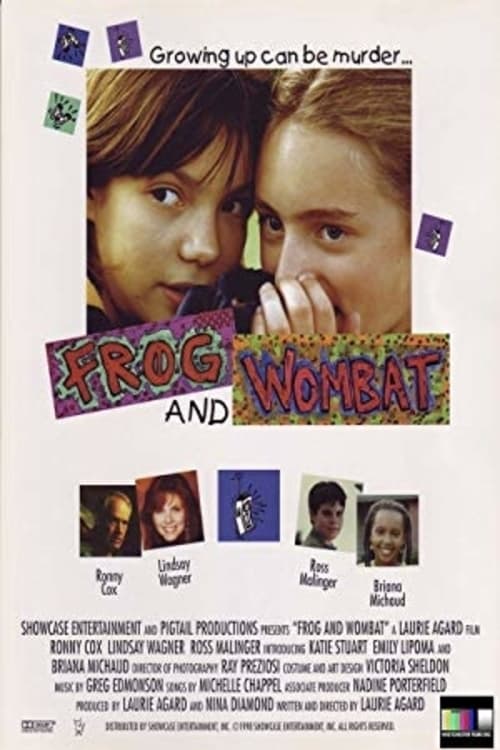 Growing up can be murder...
FROG
AND WOMBAT
Ronny
Cox
Lindsay
Wagner
Ross
Malinger
Briana
Michaud
SHOWCASE ENTERTAINMENT AND PIGTAIL PRODUCTIONS PRESENTS "FROG AND WOMBAT" A LAURIE AGARD FILM
RONNY COX LINDSAY WAGNER ROSS MALINGER INTRODUCING KATIE STUART EMILY LIPOMA AND
BRIANA MICHAUD DIRECTOR OF PHOTOGRAPHY RAY PREZIOSI COSTUME AND ART DESIGN VICTORIA SHELDON
MUSIC BY GREG EDMONSON SONGS BY MICHELLE CHAPPEL ASSOCIATE PRODUCER NADINE PORTERFIELD
PRODUCED BY LAURIE AGARD AND NINA DIAMOND WRITTEN AND DIRECTED BY LAURIE AGARD
DISTRIBUTED BY SHOWCASE ENTERTAINMENT, INC. © 1998 SHOWCASE ENTERTAINMENT, INC. ALL RIGHTS RESERVED